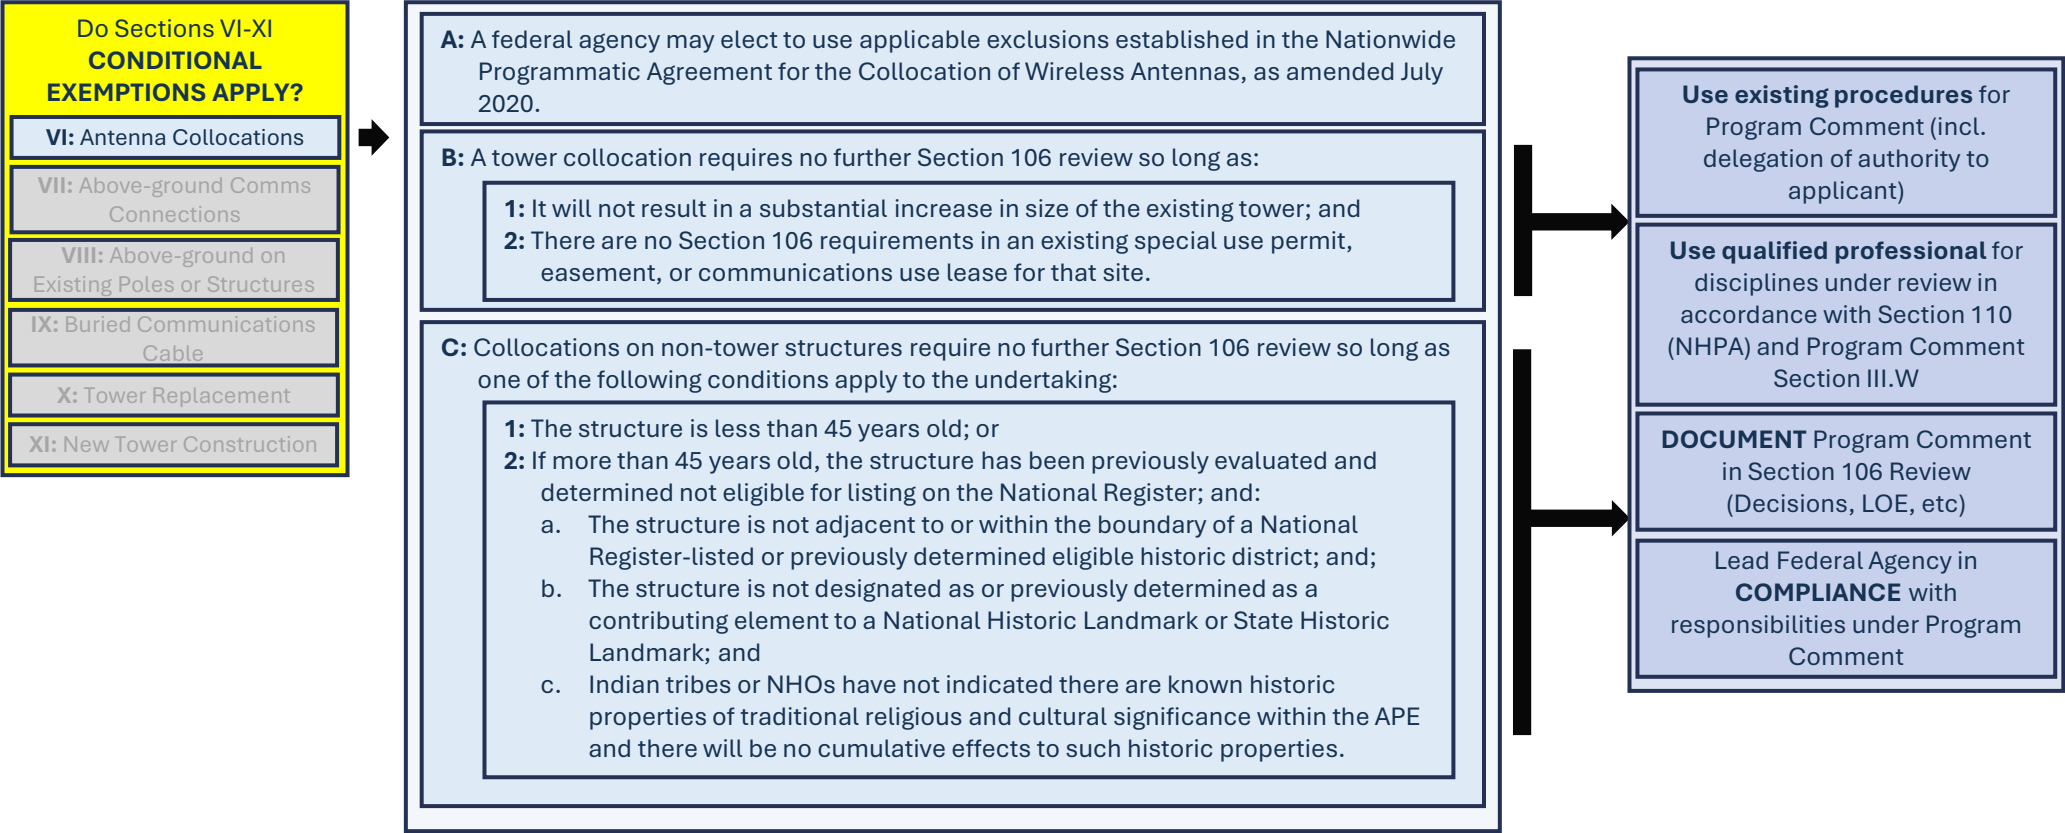 Do Sections VI-XI
CONDITIONAL
EXEMPTIONS APPLY?
VI: Antenna Collocations
VII: Above-ground Comms
Connections
VIII: Above-ground on
Existing Poles or Structures
IX: Buried Communications
Cable
X: Tower Replacement
XI: New Tower Construction
A: A federal agency may elect to use applicable exclusions established in the Nationwide
Programmatic Agreement for the Collocation of Wireless Antennas, as amended July
2020.
B: A tower collocation requires no further Section 106 review so long as:
1: It will not result in a substantial increase in size of the existing tower; and
2: There are no Section 106 requirements in an existing special use permit,
easement, or communications use lease for that site.
C: Collocations on non-tower structures require no further Section 106 review so long as
one of the following conditions apply to the undertaking:
1: The structure is less than 45 years old; or
2: If more than 45 years old, the structure has been previously evaluated and
determined not eligible for listing on the National Register; and:
a. The structure is not adjacent to or within the boundary of a National
Register-listed or previously determined eligible historic district; and;
b. The structure is not designated as or previously determined as a
contributing element to a National Historic Landmark or State Historic
Landmark; and
c. Indian tribes or NHOs have not indicated there are known historic
properties of traditional religious and cultural significance within the APE
and there will be no cumulative effects to such historic properties.
Use existing procedures for
Program Comment (incl.
delegation of authority to
applicant)
Use qualified professional for
disciplines under review in
accordance with Section 110
(NHPA) and Program Comment
Section III.W
DOCUMENT Program Comment
in Section 106 Review
(Decisions, LOE, etc)
Lead Federal Agency in
COMPLIANCE with
responsibilities under Program
Comment